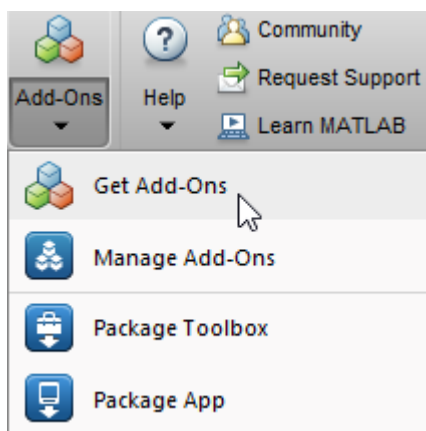 Add-Ons
Help
Community
Request Support
Learn MATLAB
Get Add-Ons
Manage Add-Ons
Package Toolbox
Package App